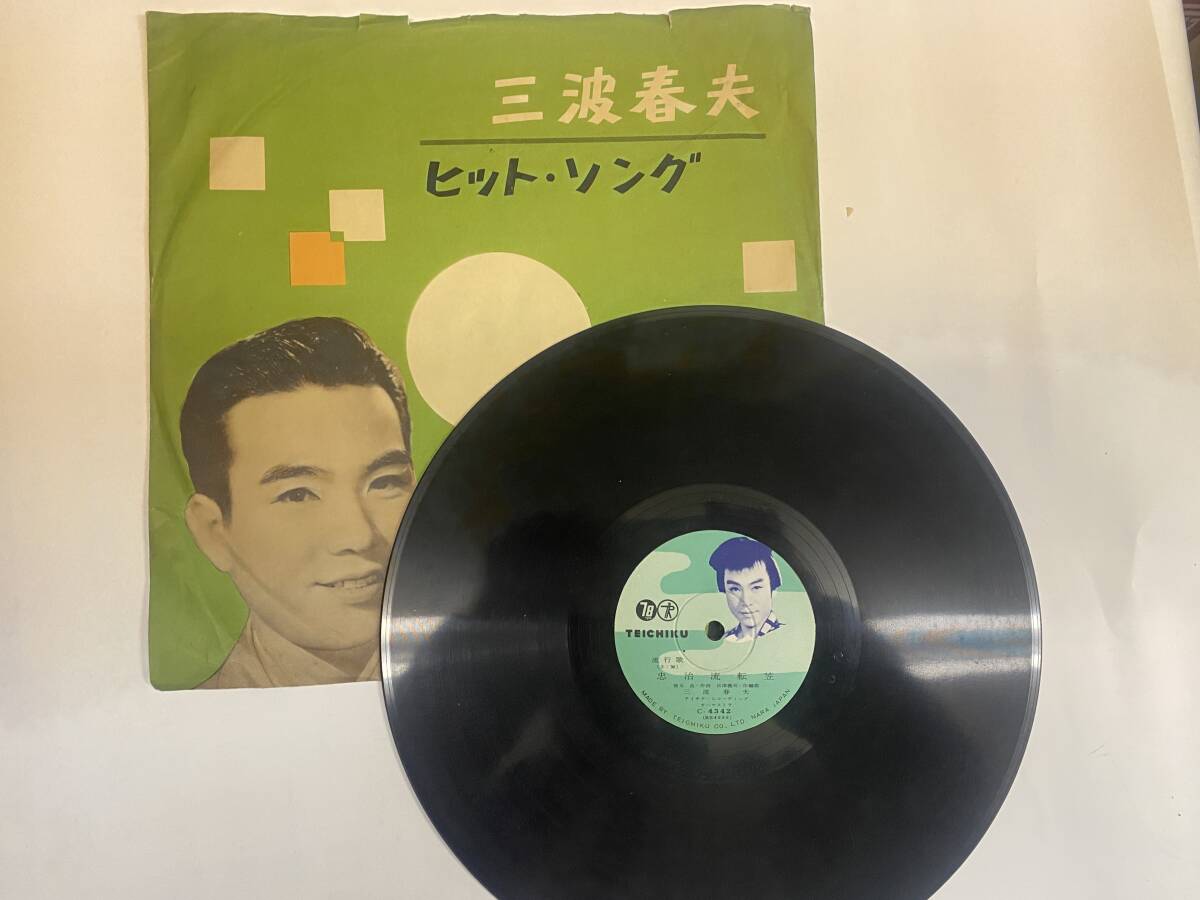 三波春夫
ヒット・ソング
78
TEICHIKU
流行歌
忠治流転笠
三波春夫
C-4342
MADE BY TEICHIKU CO., LTD. NARA JAPAN